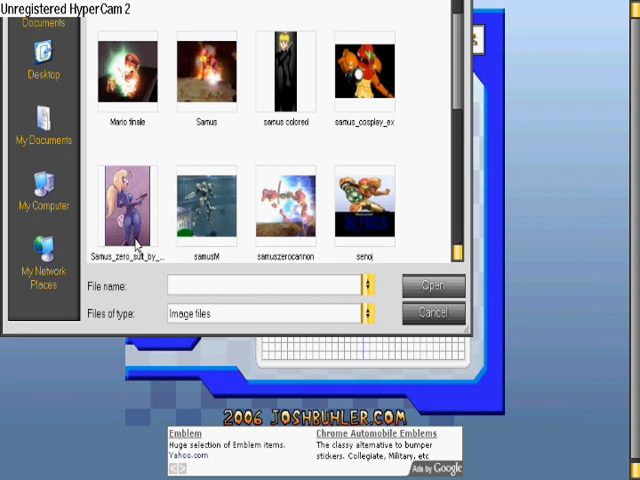 Unregistered HyperCam 2
Documents
Desktop
My Documents
My Computer
My Network
Places
Mario finale
Samus
samus colored
samus_cosplay_ex
Samus_zero_suit_by_...
samusM
samuszerocannon
senoj
File name:
Open
Files of type:
Image files
Cancel
2006 JOSHBUHLER.COM
Emblem
Huge selection of Emblem items.
Yahoo.com
Chrome Automobile Emblems
The classy alternative to bumper
stickers. Collegiate, Military, etc
Ads by Google